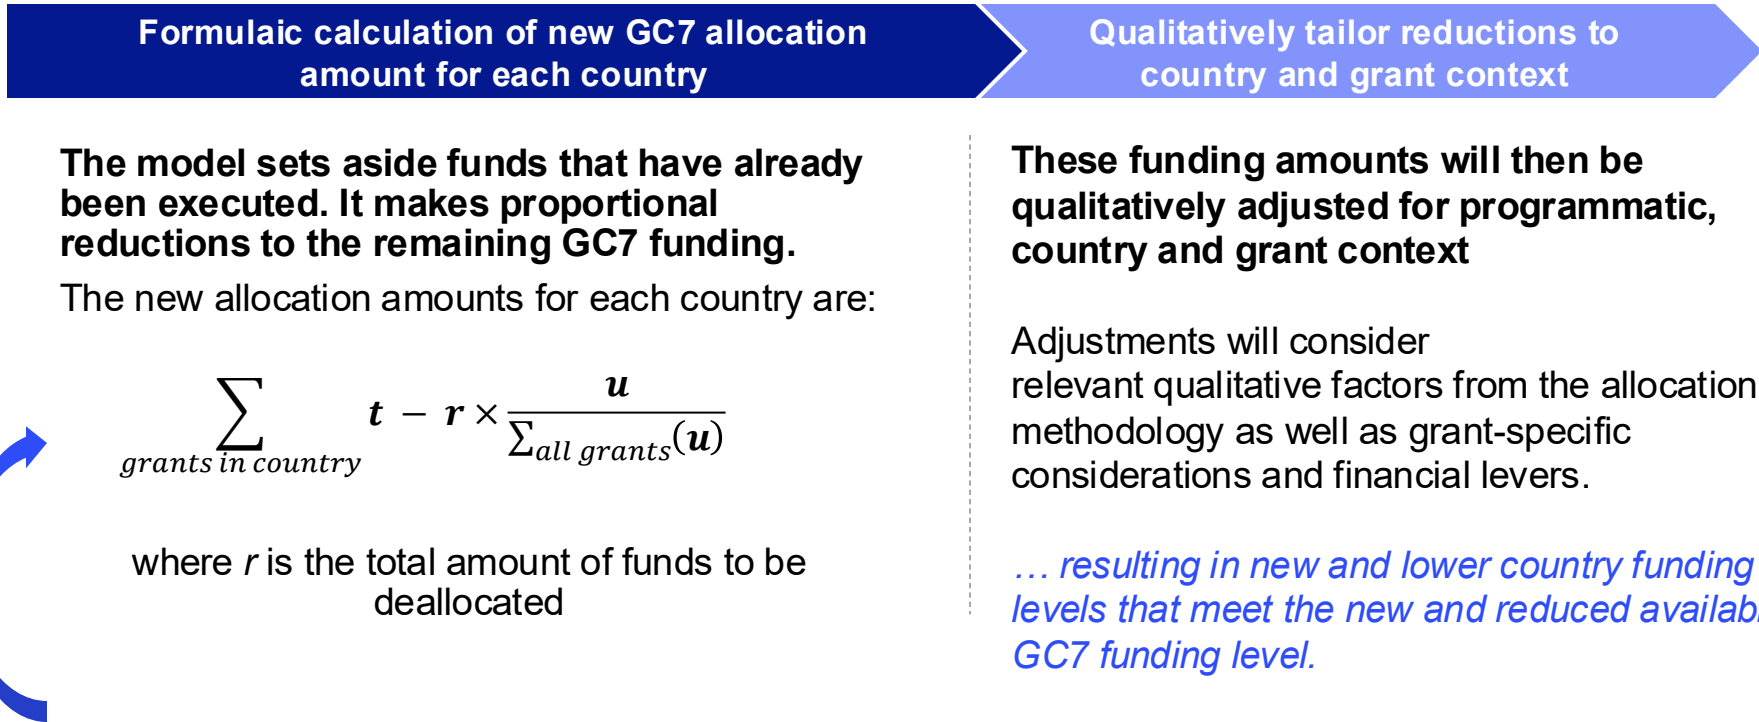 Formulaic calculation of new GC7 allocation
amount for each country
Qualitatively tailor reductions to
country and grant context
The model sets aside funds that have already
been executed. It makes proportional
reductions to the remaining GC7 funding.
The new allocation amounts for each country are:
∑ t − r × u / ∑all grants(u)
grants in country
where r is the total amount of funds to be
deallocated
These funding amounts will then be
qualitatively adjusted for programmatic,
country and grant context
Adjustments will consider
relevant qualitative factors from the allocation
methodology as well as grant-specific
considerations and financial levers.
… resulting in new and lower country funding
levels that meet the new and reduced availab
GC7 funding level.